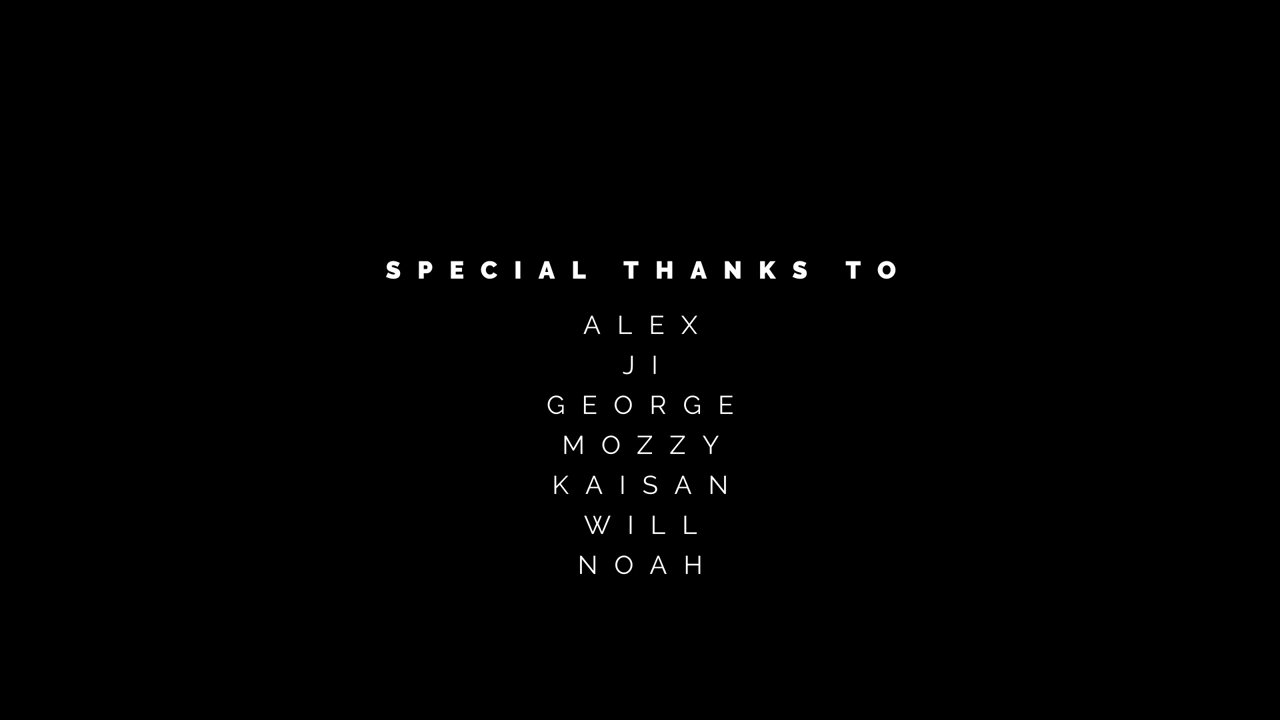 SPECIAL THANKS TO
ALEX
JI
GEORGE
MOZZY
KAISAN
WILL
NOAH